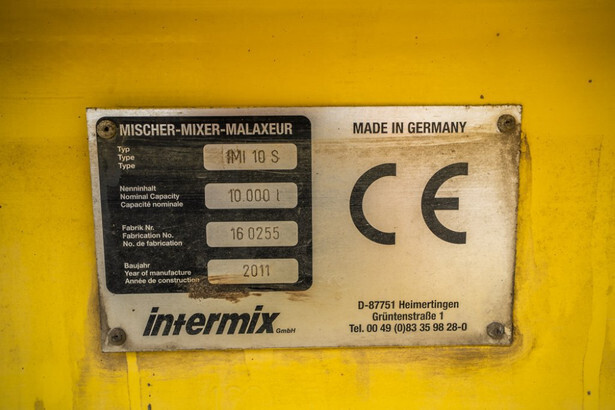 MISCHER-MIXER-MALAXEUR
Typ
Type
Type
IMI 10 S
Nenninhalt
Nominal Capacity
Capacité nominale
10.000 l
Fabrik Nr.
Fabrication No.
No. de fabrication
16 0255
Baujahr
Year of manufacture
Année de construction
2011
intermix GmbH
MADE IN GERMANY
CE
D-87751 Heimertingen
Grüntenstraße 1
Tel. 00 49 (0)83 35 98 28-0